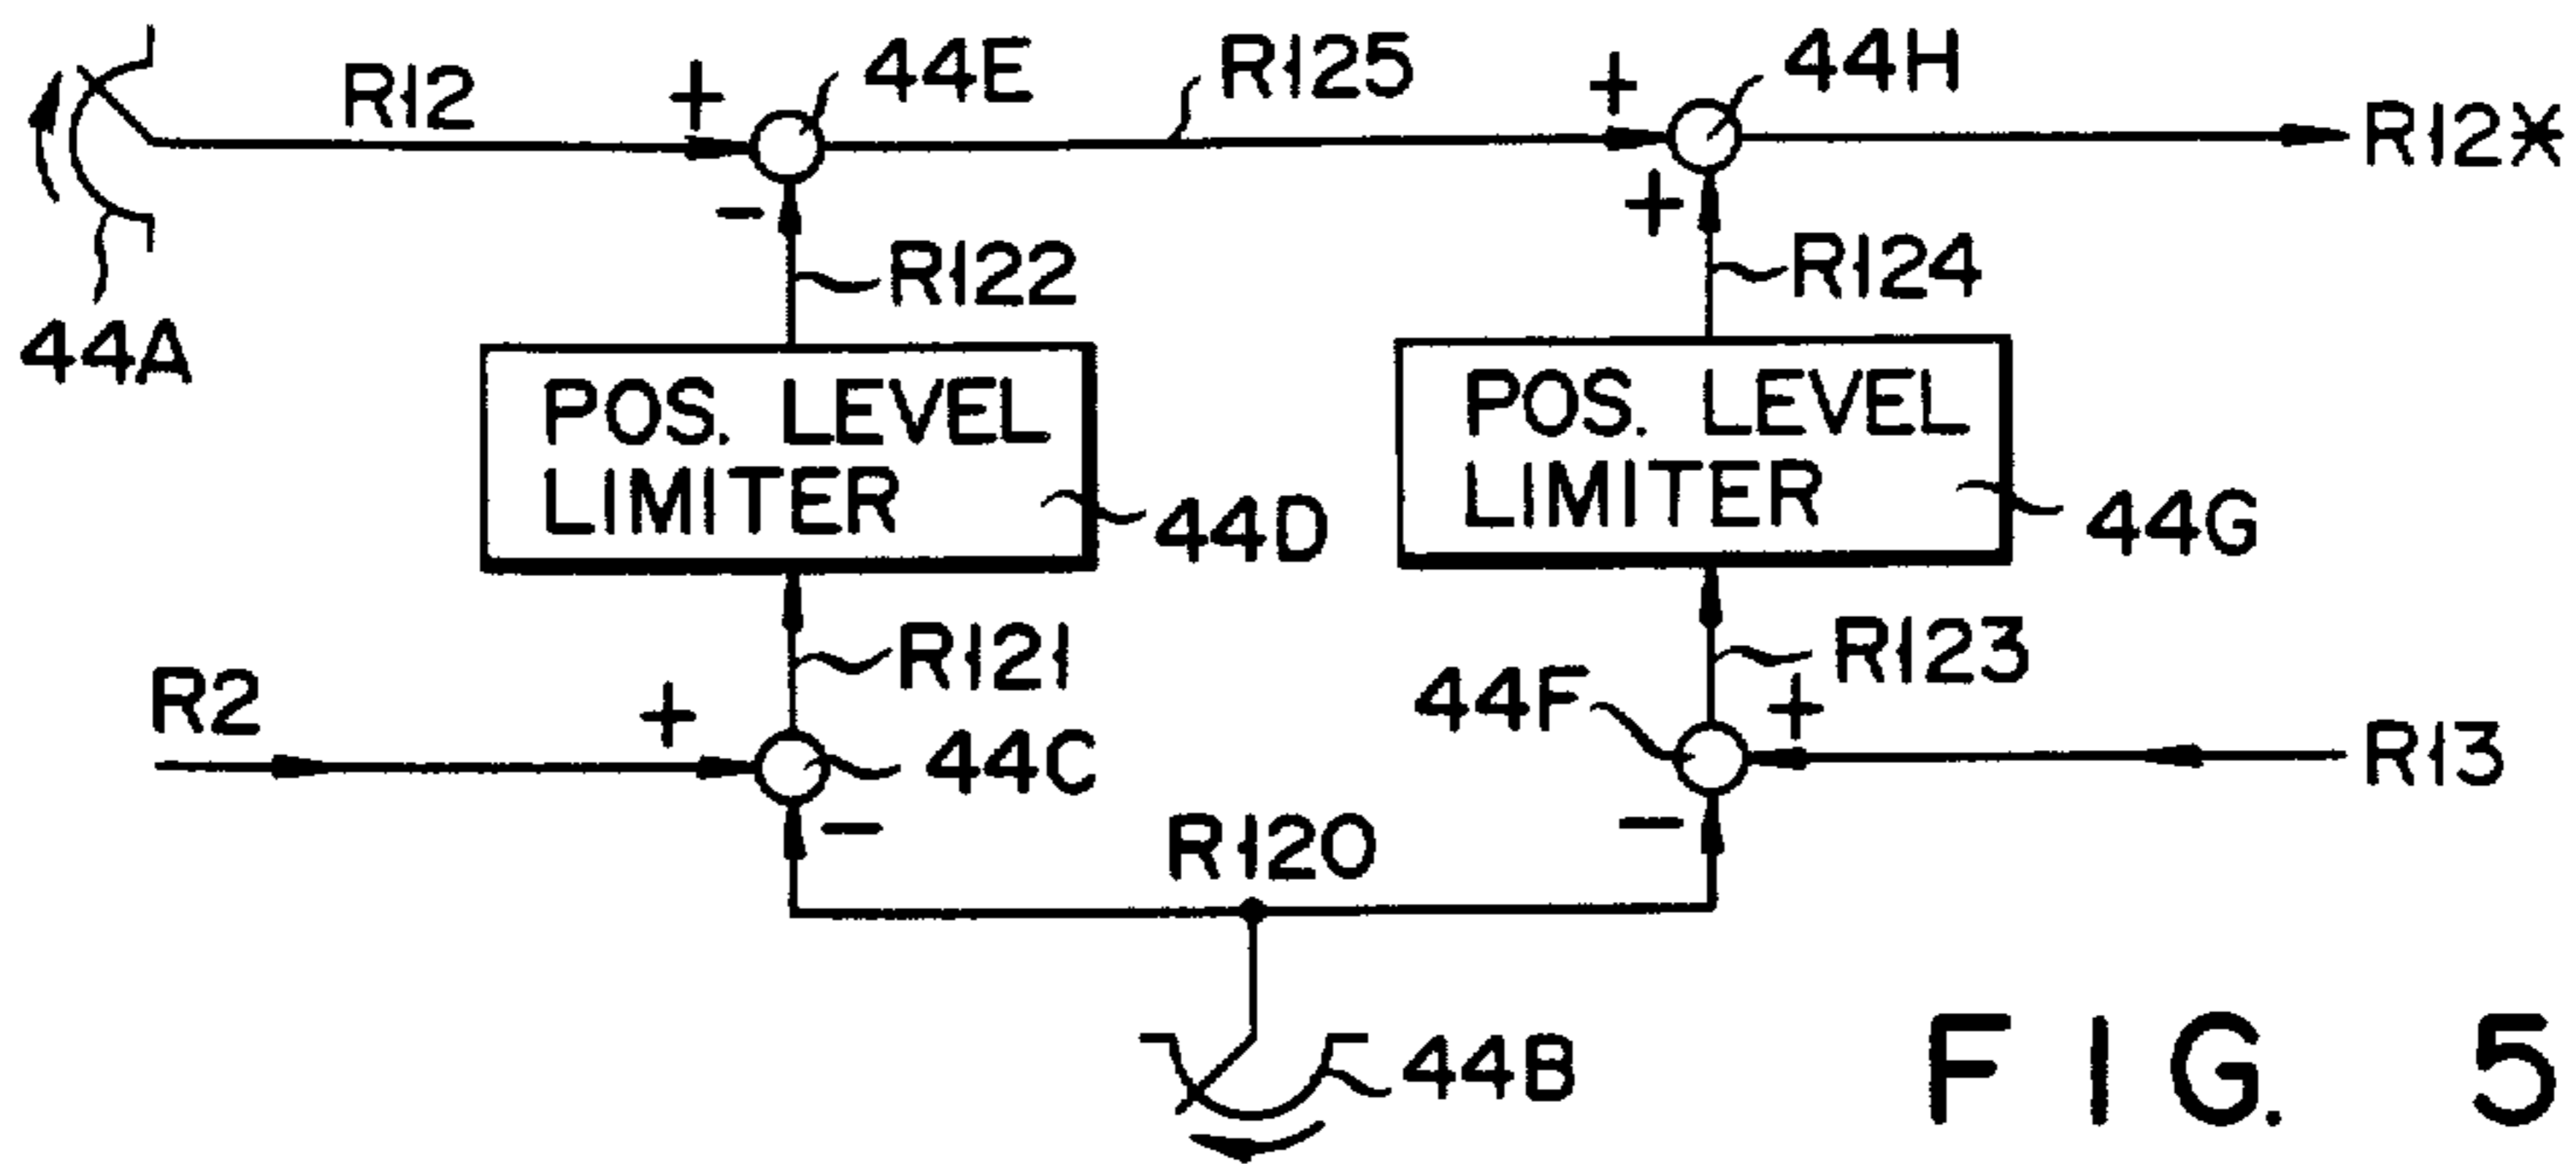 R12
+
44E
R125
+
44H
R12X
-
R122
+
R124
44A
POS. LEVEL
LIMITER
44D
POS. LEVEL
LIMITER
44G
R2
+
R121
44C
-
44F
R123
+
R13
-
R120
44B
FIG. 5